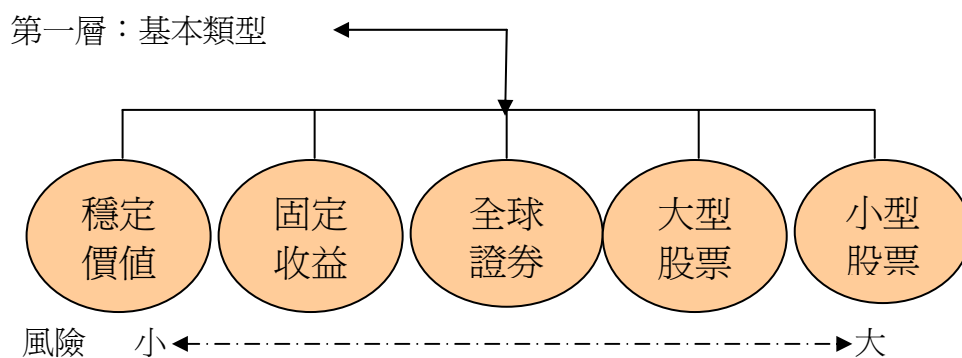 第一層：基本類型
穩定
價值
固定
收益
全球
證券
大型
股票
小型
股票
風險 小 大